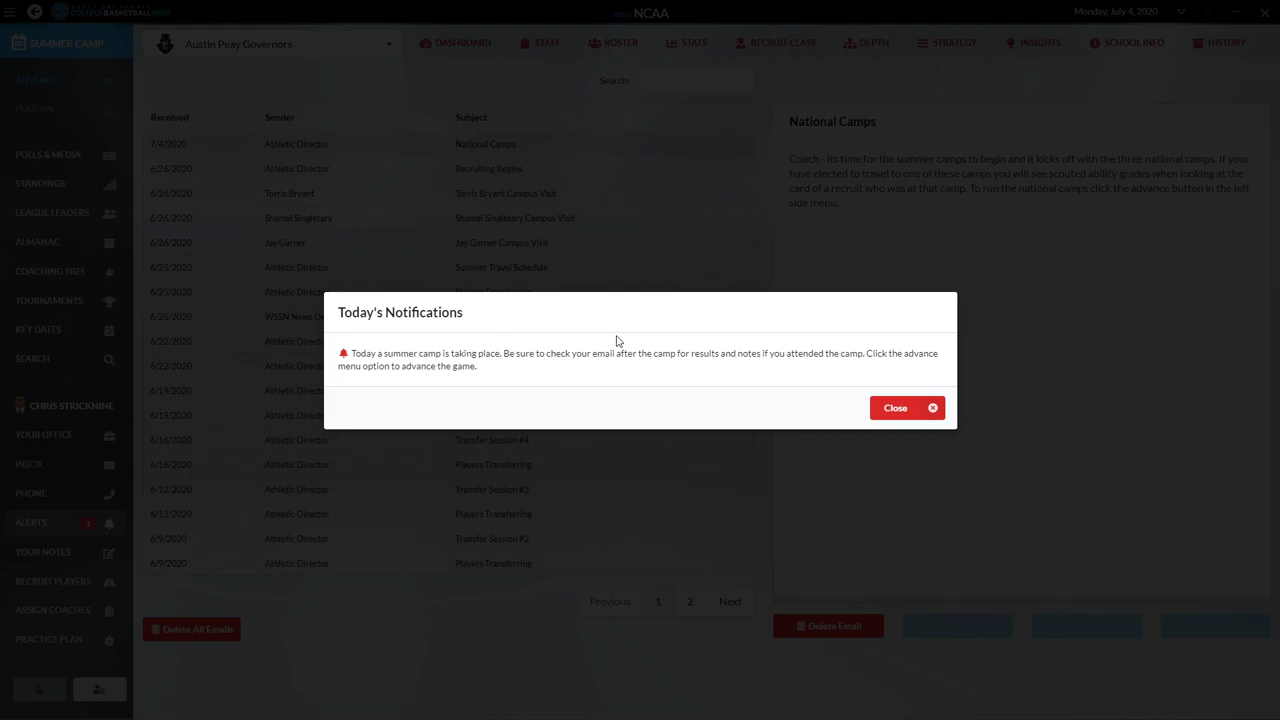 COLLEGEBASKETBALL
NCAA
Monday, July 4, 2020
SUMMER CAMP
Austin Peay Governors
DASHBOARD
STAFF
ROSTER
STATS
RECRUIT CLASS
DEPTH
STRATEGY
INSIGHTS
SCHOOL INFO
HISTORY
ADVANCE
POLLS & MEDIA
STANDINGS
LEAGUE LEADERS
ALMANAC
COACHING TREE
TOURNAMENTS
KEY DATES
SEARCH
CHRIS STRICKNINE
YOUR OFFICE
INBOX
PHONE
ALERTS 1
YOUR NOTES
RECRUIT PLAYERS
ASSIGN COACHES
PRACTICE PLAN
Search:
Received Sender Subject
7/4/2020 Athletic Director National Camps
6/26/2020 Athletic Director Recruiting Begins
6/26/2020 Torris Bryant Torris Bryant Campus Visit
6/26/2020 Shamel Singletary Shamel Singletary Campus Visit
6/26/2020 Jay Garner Jay Garner Campus Visit
6/25/2020 Athletic Director Summer Travel Schedule
6/25/2020 Athletic Director
6/25/2020 WSSN News De
6/22/2020 Athletic Director
6/22/2020 Athletic Director
6/19/2020 Athletic Director
6/19/2020 Athletic Director
6/16/2020 Athletic Director Transfer Session #4
6/16/2020 Athletic Director Players Transferring
6/12/2020 Athletic Director Transfer Session #3
6/12/2020 Athletic Director Players Transferring
6/9/2020 Athletic Director Transfer Session #2
6/9/2020 Athletic Director Players Transferring
Previous 1 2 Next
Delete All Emails
National Camps
Coach - its time for the summer camps to begin and it kicks off with the three national camps. If your
have elected to travel to one of these camps you will see scouted ability grades when looking at the
card of a recruit who was at that camp. To run the national camps click the advance button in the left
side menu.
Delete Email
Today's Notifications
Today a summer camp is taking place. Be sure to check your email after the camp for results and notes if you attended the camp. Click the advance
menu option to advance the game.
Close